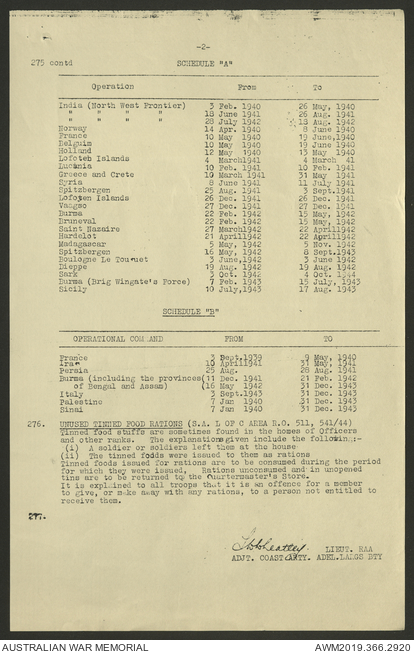 -2-
275 contd SCHEDULE "A"
Operation From To
India (North West Frontier) 3 Feb. 1940 26 May, 1940
" " " 18 June 1941 26 Aug. 1941
" " " 28 July 1942 18 Aug. 1942
Norway 14 Apr. 1940 8 June 1940
France 10 May 1940 19 June, 1940
Belguim 10 May 1940 19 June, 1940
Holland 12 May 1940 13 May 1940
Lofoten Islands 4 March1941 4 March 41
Lucania 10 Feb. 1941 10 Feb. 1941
Greece and Crete 19 March 1941 31 May 1941
Syria 8 June 1941 11 July 1941
Spitzbergen 25 Aug. 1941 3 Sept.1941
Lofoten Islands 26 Dec. 1941 26 Dec. 1941
Vaagso 27 Dec. 1941 27 Dec. 1941
Burma 22 Feb. 1942 15 May, 1942
Bruneval 22 Feb. 1942 15 May, 1942
Saint Nazaire 27 March1942 22 April1942
Hardelot 21 April1942 22 April1942
Madagascar 5 May, 1942 5 Nov. 1942
Spitzbergen 16 May, 1942 8 Sept.1943
Boulogne Le Touquet 3 June,1942 3 June 1942
Dieppe 19 Aug. 1942 19 Aug. 1942
Sark 3 Oct. 1942 4 Oct. 1944
Burma (Brig Wingate's Force) 7 Feb. 1943 15 July, 1943
Sicily 10 July,1943 17 Aug. 1943
SCHEDULE "B"
OPERATIONAL COMMAND FROM TO
France 3 Sept.1939 9 May, 1940
Iran 10 April1941 31 May, 1941
Persia 25 Aug. 28 Aug. 1941
Burma (including the provinces(11 Dec. 1941 21 Feb. 1942
of Bengal and Assam) (16 May, 1942 31 Dec. 1943
Italy 3 Sept.1943 31 Dec. 1943
Palestine 7 Jan 1940 31 Dec. 1943
Sinai 7 Jan 1940 31 Dec. 1943
276. UNUSED TINNED FOOD RATIONS (S.A. L OF C AREA R.O. 511, 541/44)
Tinned food stuffs are sometimes found in the homes of Officers
and other ranks. The explanations given include the following:-
(i) A soldier or soldiers left them at the house
(ii) The tinned foods were issued to them as rations
Tinned foods issued for rations are to be consumed during the period
for which they were issued, Rations unconsumed and in unopened
tins are to be returned to the Quartermaster's Store.
It is explained to all troops that it is an offence for a member
to give, or make away with any rations, to a person not entitled to
receive them.
277.
LIEUT. RAA
ADJT. COAST ARTY. ADEL.LARGS BTY
AUSTRALIAN WAR MEMORIAL AWM2019.366.2920